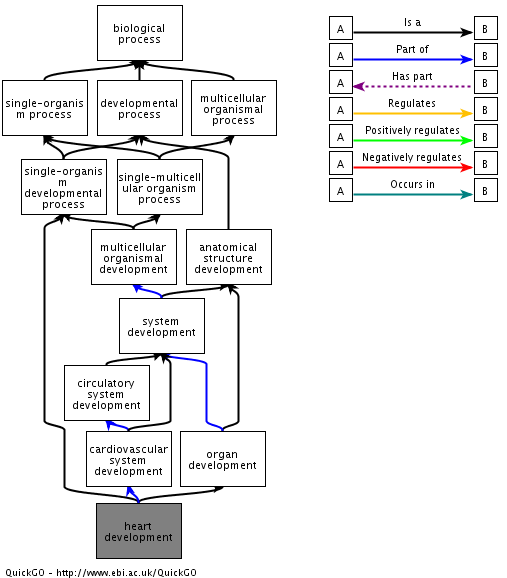 biological
process
single-organis
m process
developmental
process
multicellular
organismal
process
single-organis
m
developmental
process
single-multicell
ular organism
process
multicellular
organismal
development
anatomical
structure
development
system
development
circulatory
system
development
cardiovascular
system
development
organ
development
heart
development
A Is a B
A Part of B
A Has part B
A Regulates B
A Positively regulates B
A Negatively regulates B
A Occurs in B
QuickGO - http://www.ebi.ac.uk/QuickGO